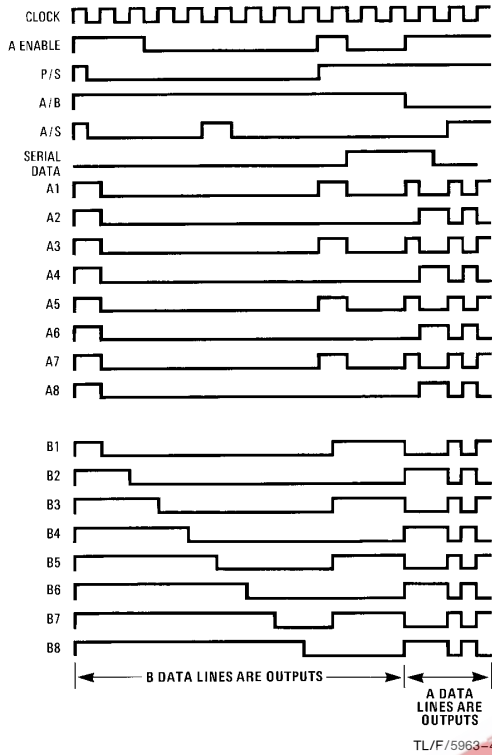 CLOCK
A ENABLE
P/S
A/B
A/S
SERIAL
DATA
A1
A2
A3
A4
A5
A6
A7
A8
B1
B2
B3
B4
B5
B6
B7
B8
B DATA LINES ARE OUTPUTS
A DATA
LINES ARE
OUTPUTS
TL/F/5963–4